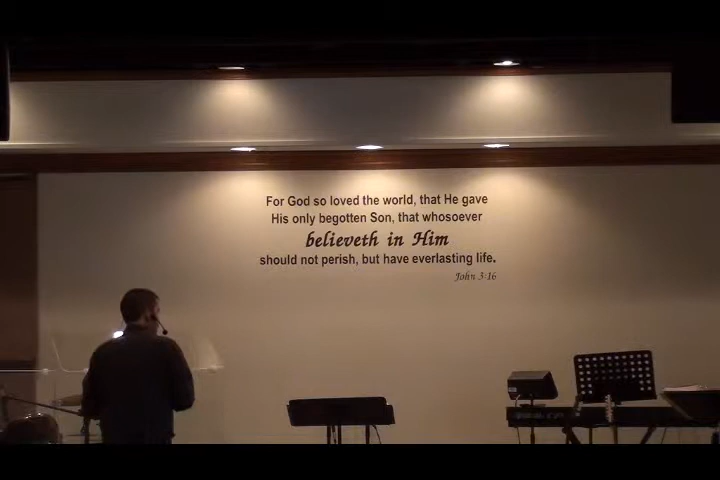 For God so loved the world, that He gave
His only begotten Son, that whosoever
believeth in Him
should not perish, but have everlasting life.
John 3:16